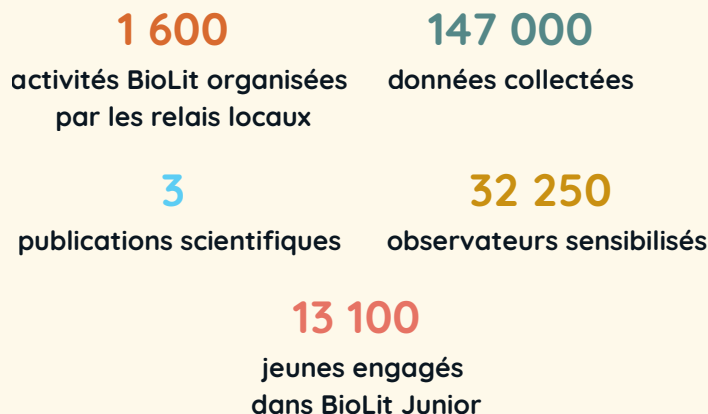 1 600
activités BioLit organisées
par les relais locaux
147 000
données collectées
3
publications scientifiques
32 250
observateurs sensibilisés
13 100
jeunes engagés
dans BioLit Junior